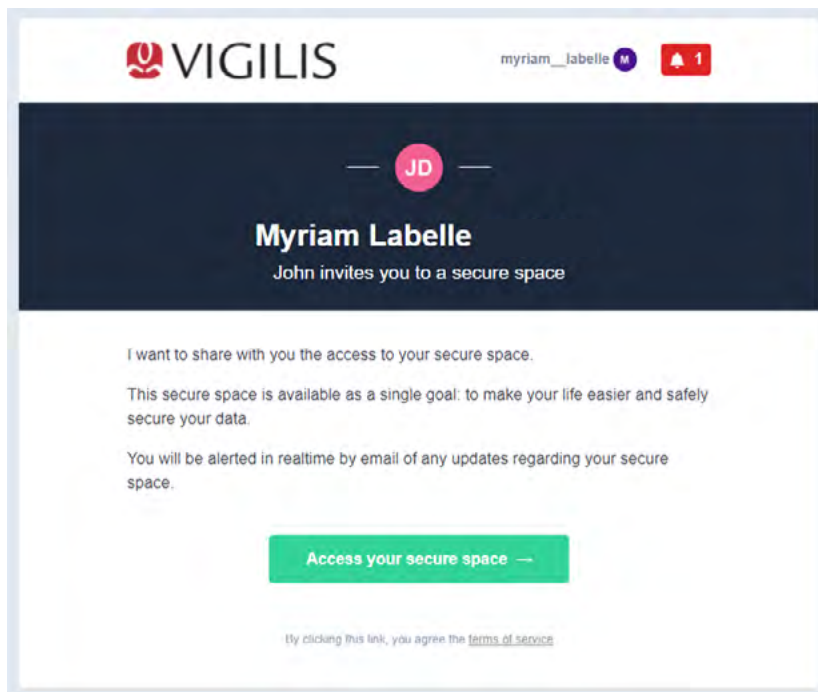 VIGILIS
myriam__labelle M 1
JD
Myriam Labelle
John invites you to a secure space
I want to share with you the access to your secure space.
This secure space is available as a single goal: to make your life easier and safely
secure your data.
You will be alerted in realtime by email of any updates regarding your secure
space.
Access your secure space →
By clicking this link, you agree the terms of service